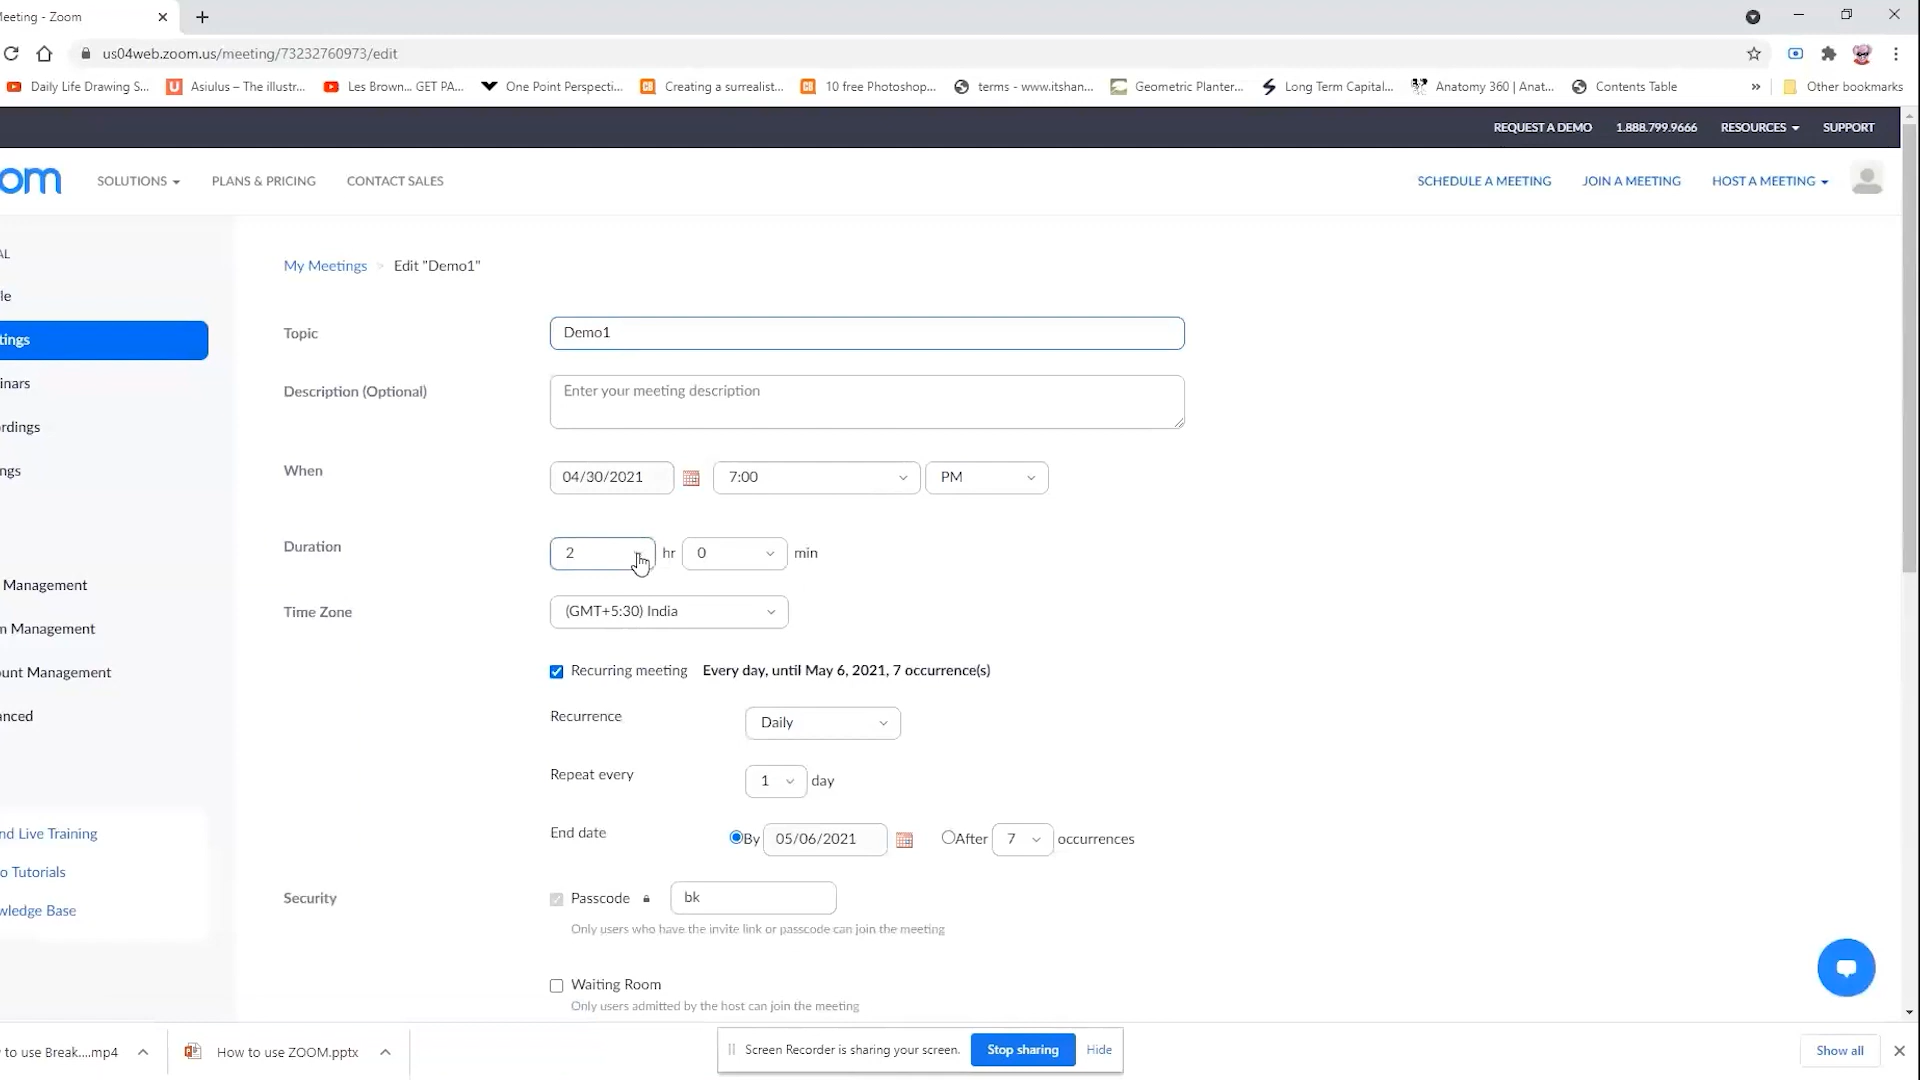 Meeting - Zoom
us04web.zoom.us/meeting/73232760973/edit
Daily Life Drawing S... Asiulus – The illustr... Les Brown... GET PA... One Point Perspecti... Creating a surrealist... 10 free Photoshop... terms - www.itshan... Geometric Planter... Long Term Capital... Anatomy 360 | Anat... Contents Table » Other bookmarks
REQUEST A DEMO 1.888.799.9666 RESOURCES SUPPORT
om SOLUTIONS PLANS & PRICING CONTACT SALES SCHEDULE A MEETING JOIN A MEETING HOST A MEETING
AL
le
tings
inars
rdings
ngs
Management
m Management
unt Management
anced
nd Live Training
o Tutorials
wledge Base
My Meetings > Edit "Demo1"
Topic Demo1
Description (Optional) Enter your meeting description
When 04/30/2021 7:00 PM
Duration 2 hr 0 min
Time Zone (GMT+5:30) India
Recurring meeting Every day, until May 6, 2021, 7 occurrence(s)
Recurrence Daily
Repeat every 1 day
End date By 05/06/2021 After 7 occurrences
Security Passcode bk
Only users who have the invite link or passcode can join the meeting
Waiting Room
Only users admitted by the host can join the meeting
to use Break....mp4 How to use ZOOM.pptx Screen Recorder is sharing your screen. Stop sharing Hide Show all